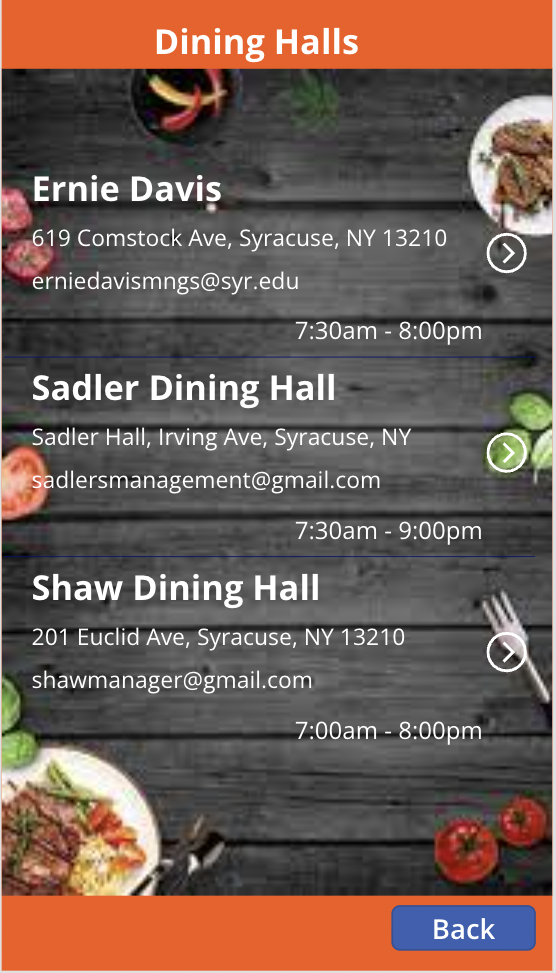 Dining Halls
Ernie Davis
619 Comstock Ave, Syracuse, NY 13210
erniedavismngs@syr.edu
7:30am - 8:00pm
Sadler Dining Hall
Sadler Hall, Irving Ave, Syracuse, NY
sadlersmanagement@gmail.com
7:30am - 9:00pm
Shaw Dining Hall
201 Euclid Ave, Syracuse, NY 13210
shawmanager@gmail.com
7:00am - 8:00pm
Back